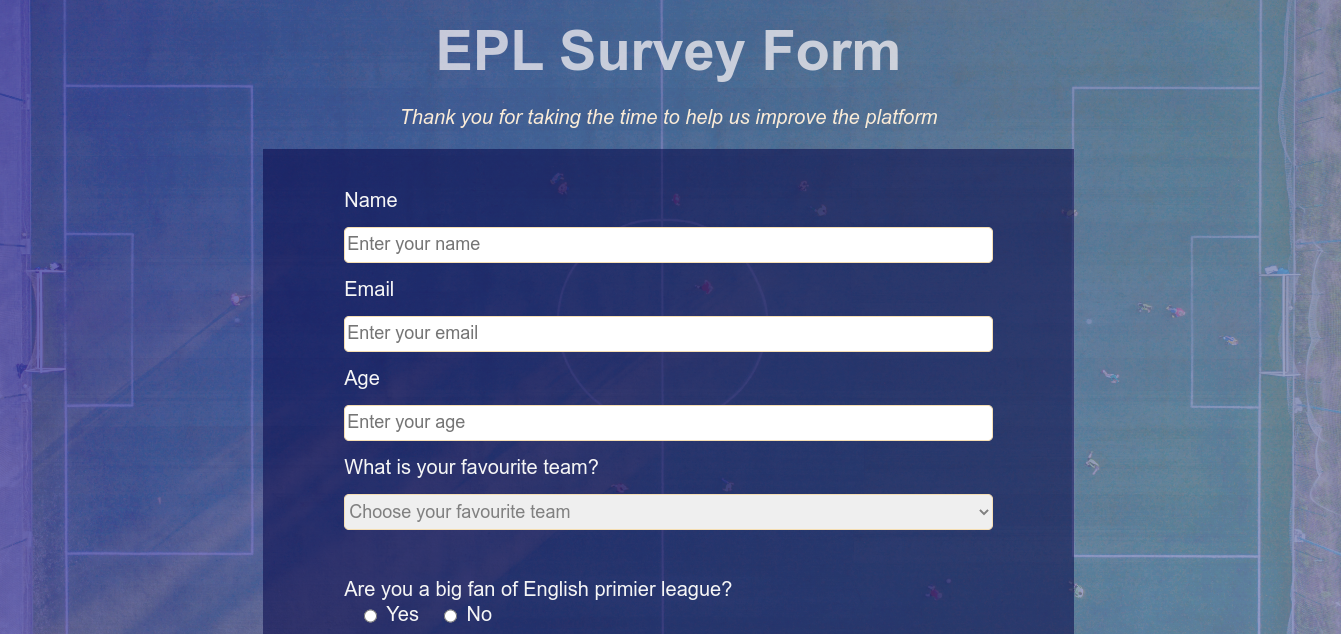 EPL Survey Form
Thank you for taking the time to help us improve the platform
Name
Enter your name
Email
Enter your email
Age
Enter your age
What is your favourite team?
Choose your favourite team
Are you a big fan of English primier league?
Yes No